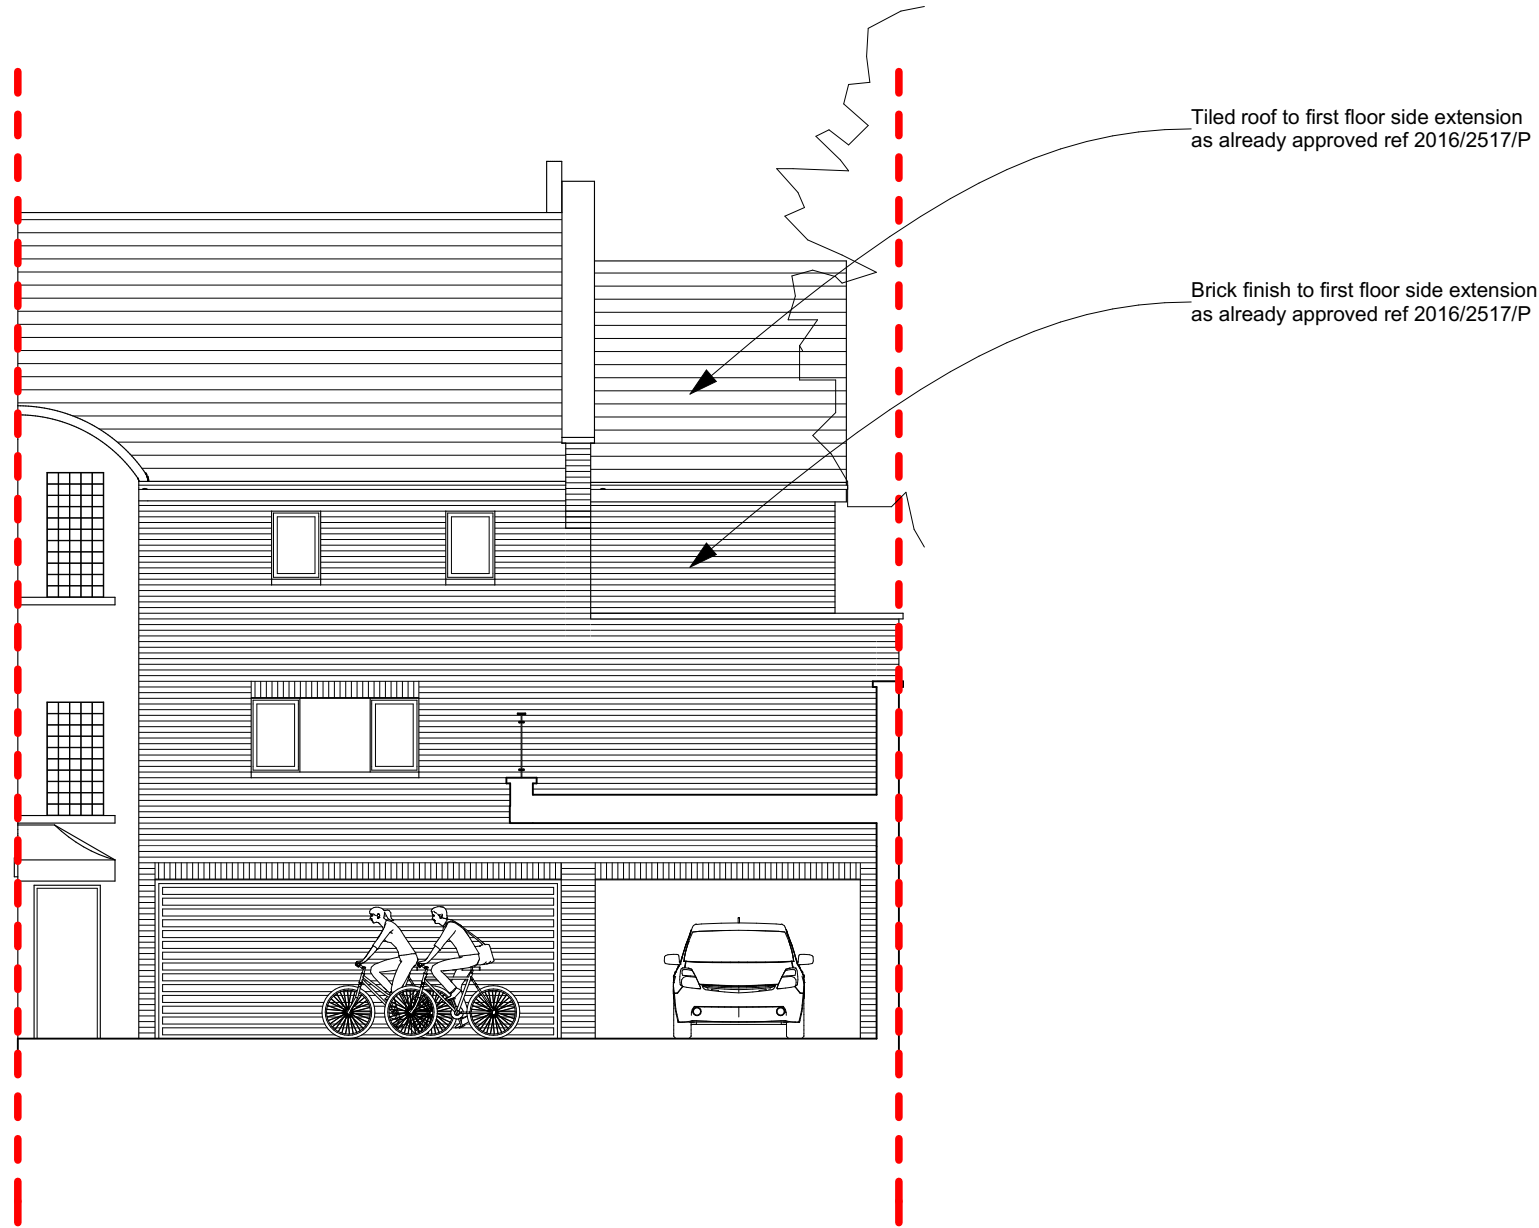 Tiled roof to first floor side extension
as already approved ref 2016/2517/P
Brick finish to first floor side extension
as already approved ref 2016/2517/P